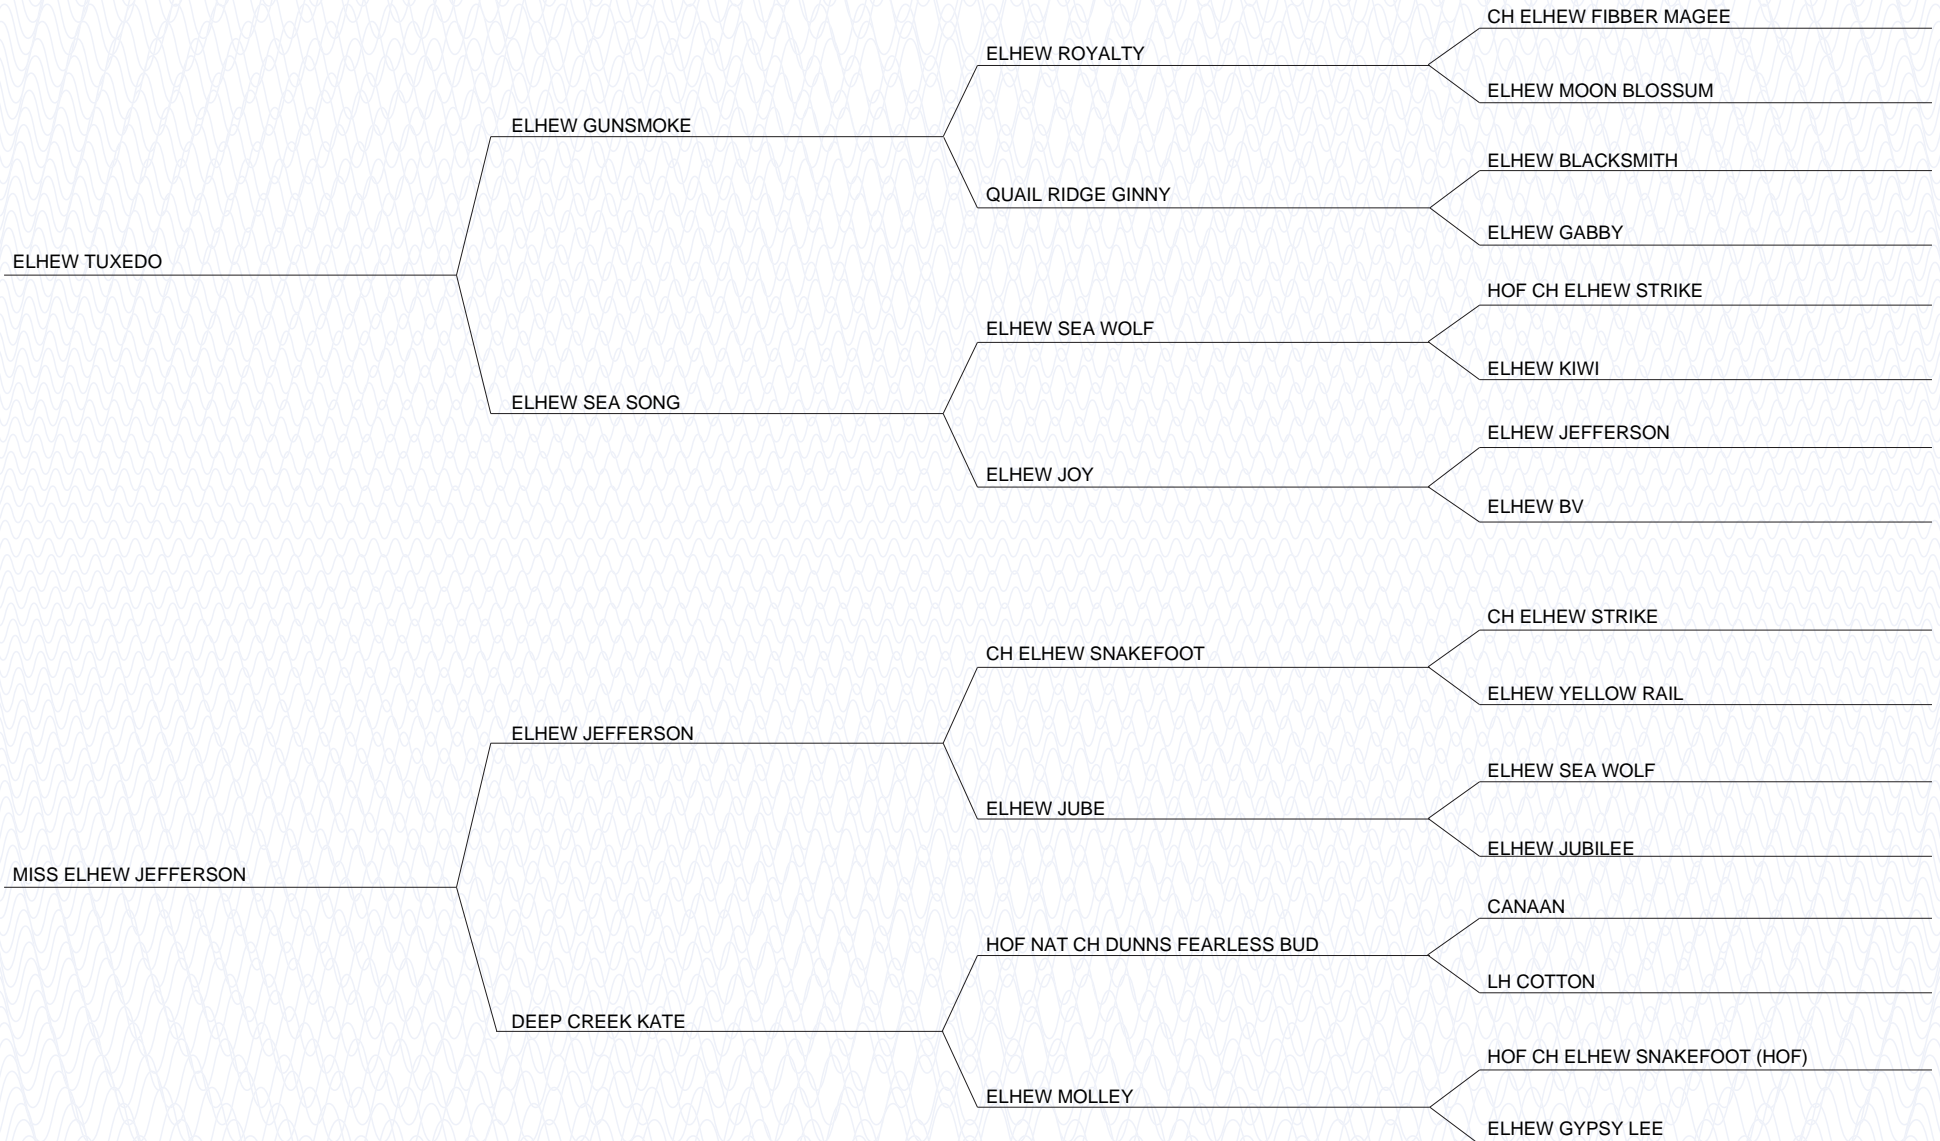 CH ELHEW FIBBER MAGEE
ELHEW ROYALTY
ELHEW MOON BLOSSUM
ELHEW GUNSMOKE
ELHEW BLACKSMITH
QUAIL RIDGE GINNY
ELHEW GABBY
ELHEW TUXEDO
HOF CH ELHEW STRIKE
ELHEW SEA WOLF
ELHEW KIWI
ELHEW SEA SONG
ELHEW JEFFERSON
ELHEW JOY
ELHEW BV
CH ELHEW STRIKE
CH ELHEW SNAKEFOOT
ELHEW YELLOW RAIL
ELHEW JEFFERSON
ELHEW SEA WOLF
ELHEW JUBE
ELHEW JUBILEE
MISS ELHEW JEFFERSON
CANAAN
HOF NAT CH DUNNS FEARLESS BUD
LH COTTON
DEEP CREEK KATE
HOF CH ELHEW SNAKEFOOT (HOF)
ELHEW MOLLEY
ELHEW GYPSY LEE